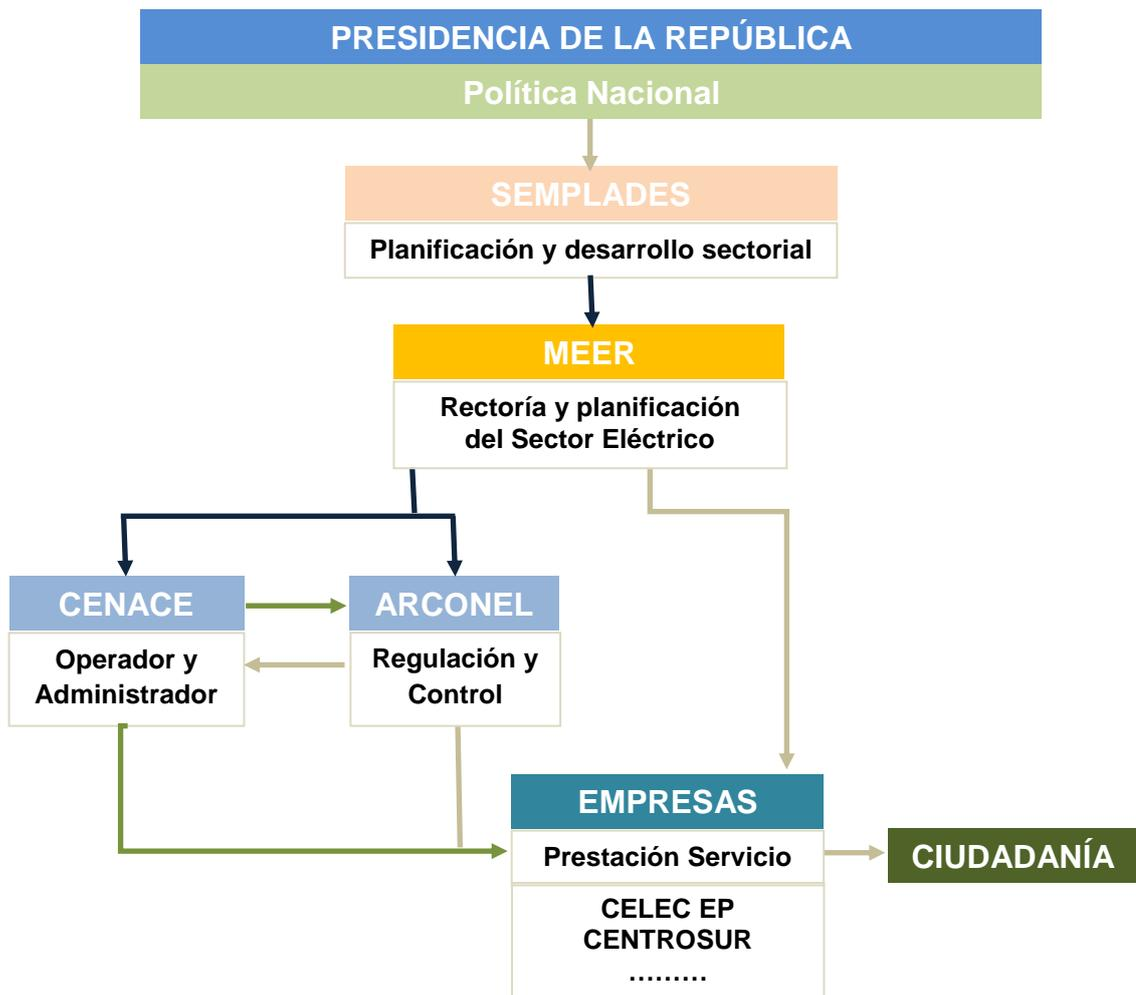 PRESIDENCIA DE LA REPÚBLICA
Política Nacional
SEMPLADES
Planificación y desarrollo sectorial
MEER
Rectoría y planificación
del Sector Eléctrico
CENACE
Operador y
Administrador
ARCONEL
Regulación y
Control
EMPRESAS
Prestación Servicio
CELEC EP
CENTROSUR
.........
CIUDADANÍA